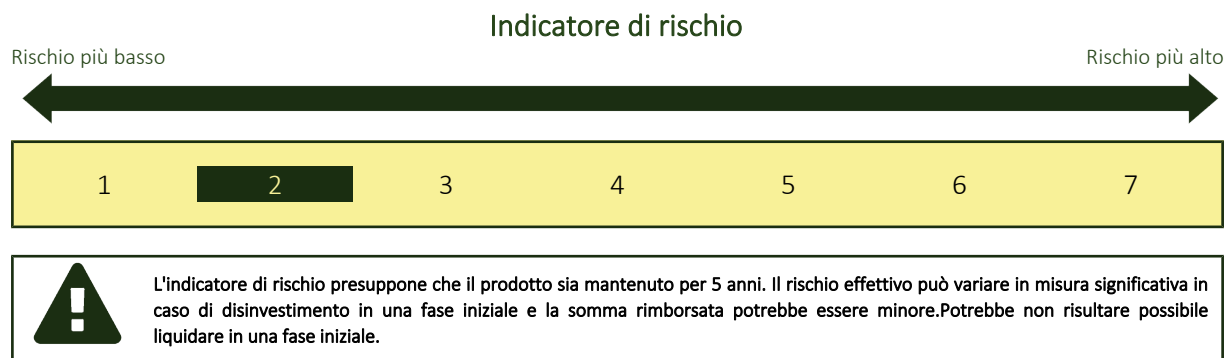 Indicatore di rischio
Rischio più basso
Rischio più alto
1 2 3 4 5 6 7
L'indicatore di rischio presuppone che il prodotto sia mantenuto per 5 anni. Il rischio effettivo può variare in misura significativa in
caso di disinvestimento in una fase iniziale e la somma rimborsata potrebbe essere minore.Potrebbe non risultare possibile
liquidare in una fase iniziale.